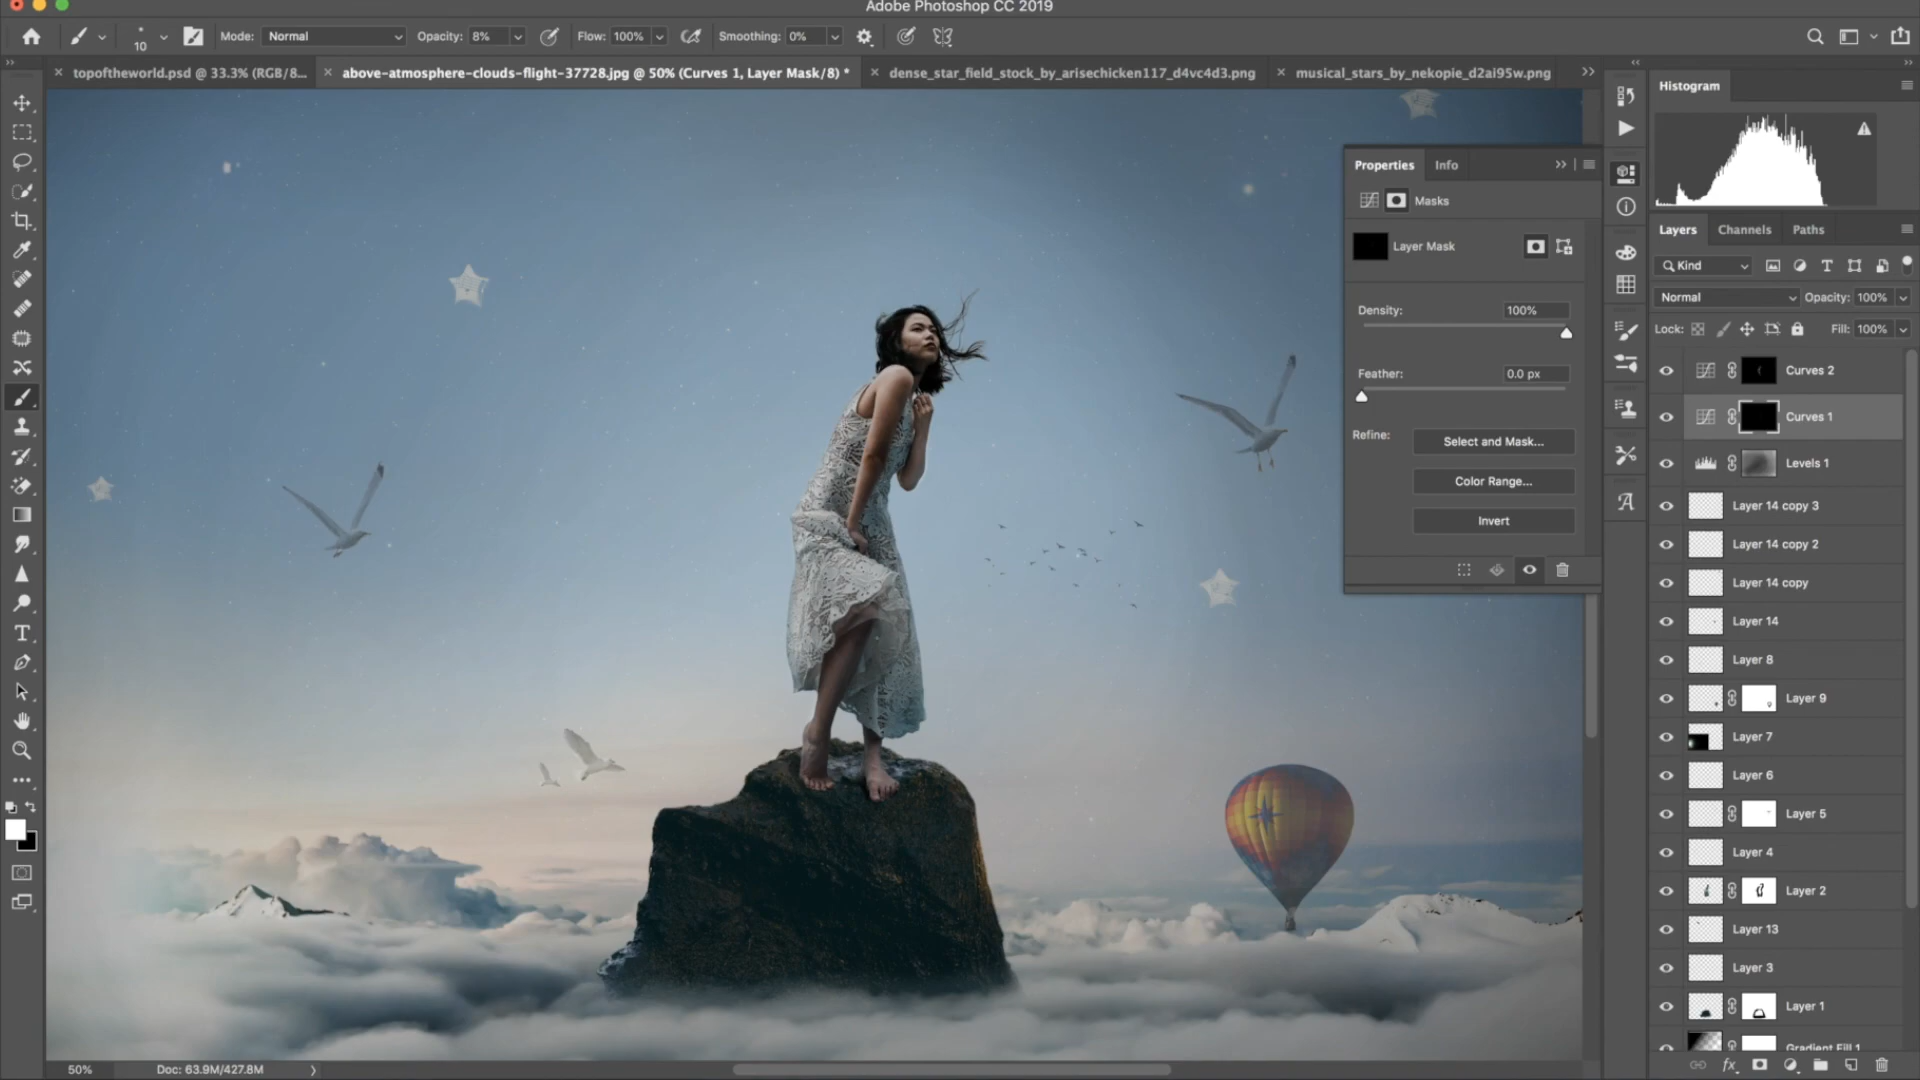 Adobe Photoshop CC 2019
10 Mode: Normal Opacity: 8% Flow: 100% Smoothing: 0%
topoftheworld.psd @ 33.3% (RGB/8... above-atmosphere-clouds-flight-37728.jpg @ 50% (Curves 1, Layer Mask/8) * dense_star_field_stock_by_arisechicken117_d4vc4d3.png musical_stars_by_nekopie_d2ai95w.png
Histogram
Properties Info
Masks
Layer Mask
Density: 100%
Feather: 0.0 px
Refine: Select and Mask...
Color Range...
Invert
Layers Channels Paths
Kind
Normal Opacity: 100%
Lock: Fill: 100%
Curves 2
Curves 1
Levels 1
Layer 14 copy 3
Layer 14 copy 2
Layer 14 copy
Layer 14
Layer 8
Layer 9
Layer 7
Layer 6
Layer 5
Layer 4
Layer 2
Layer 13
Layer 3
Layer 1
Gradient Fill 1
50% Doc: 63.9M/427.8M